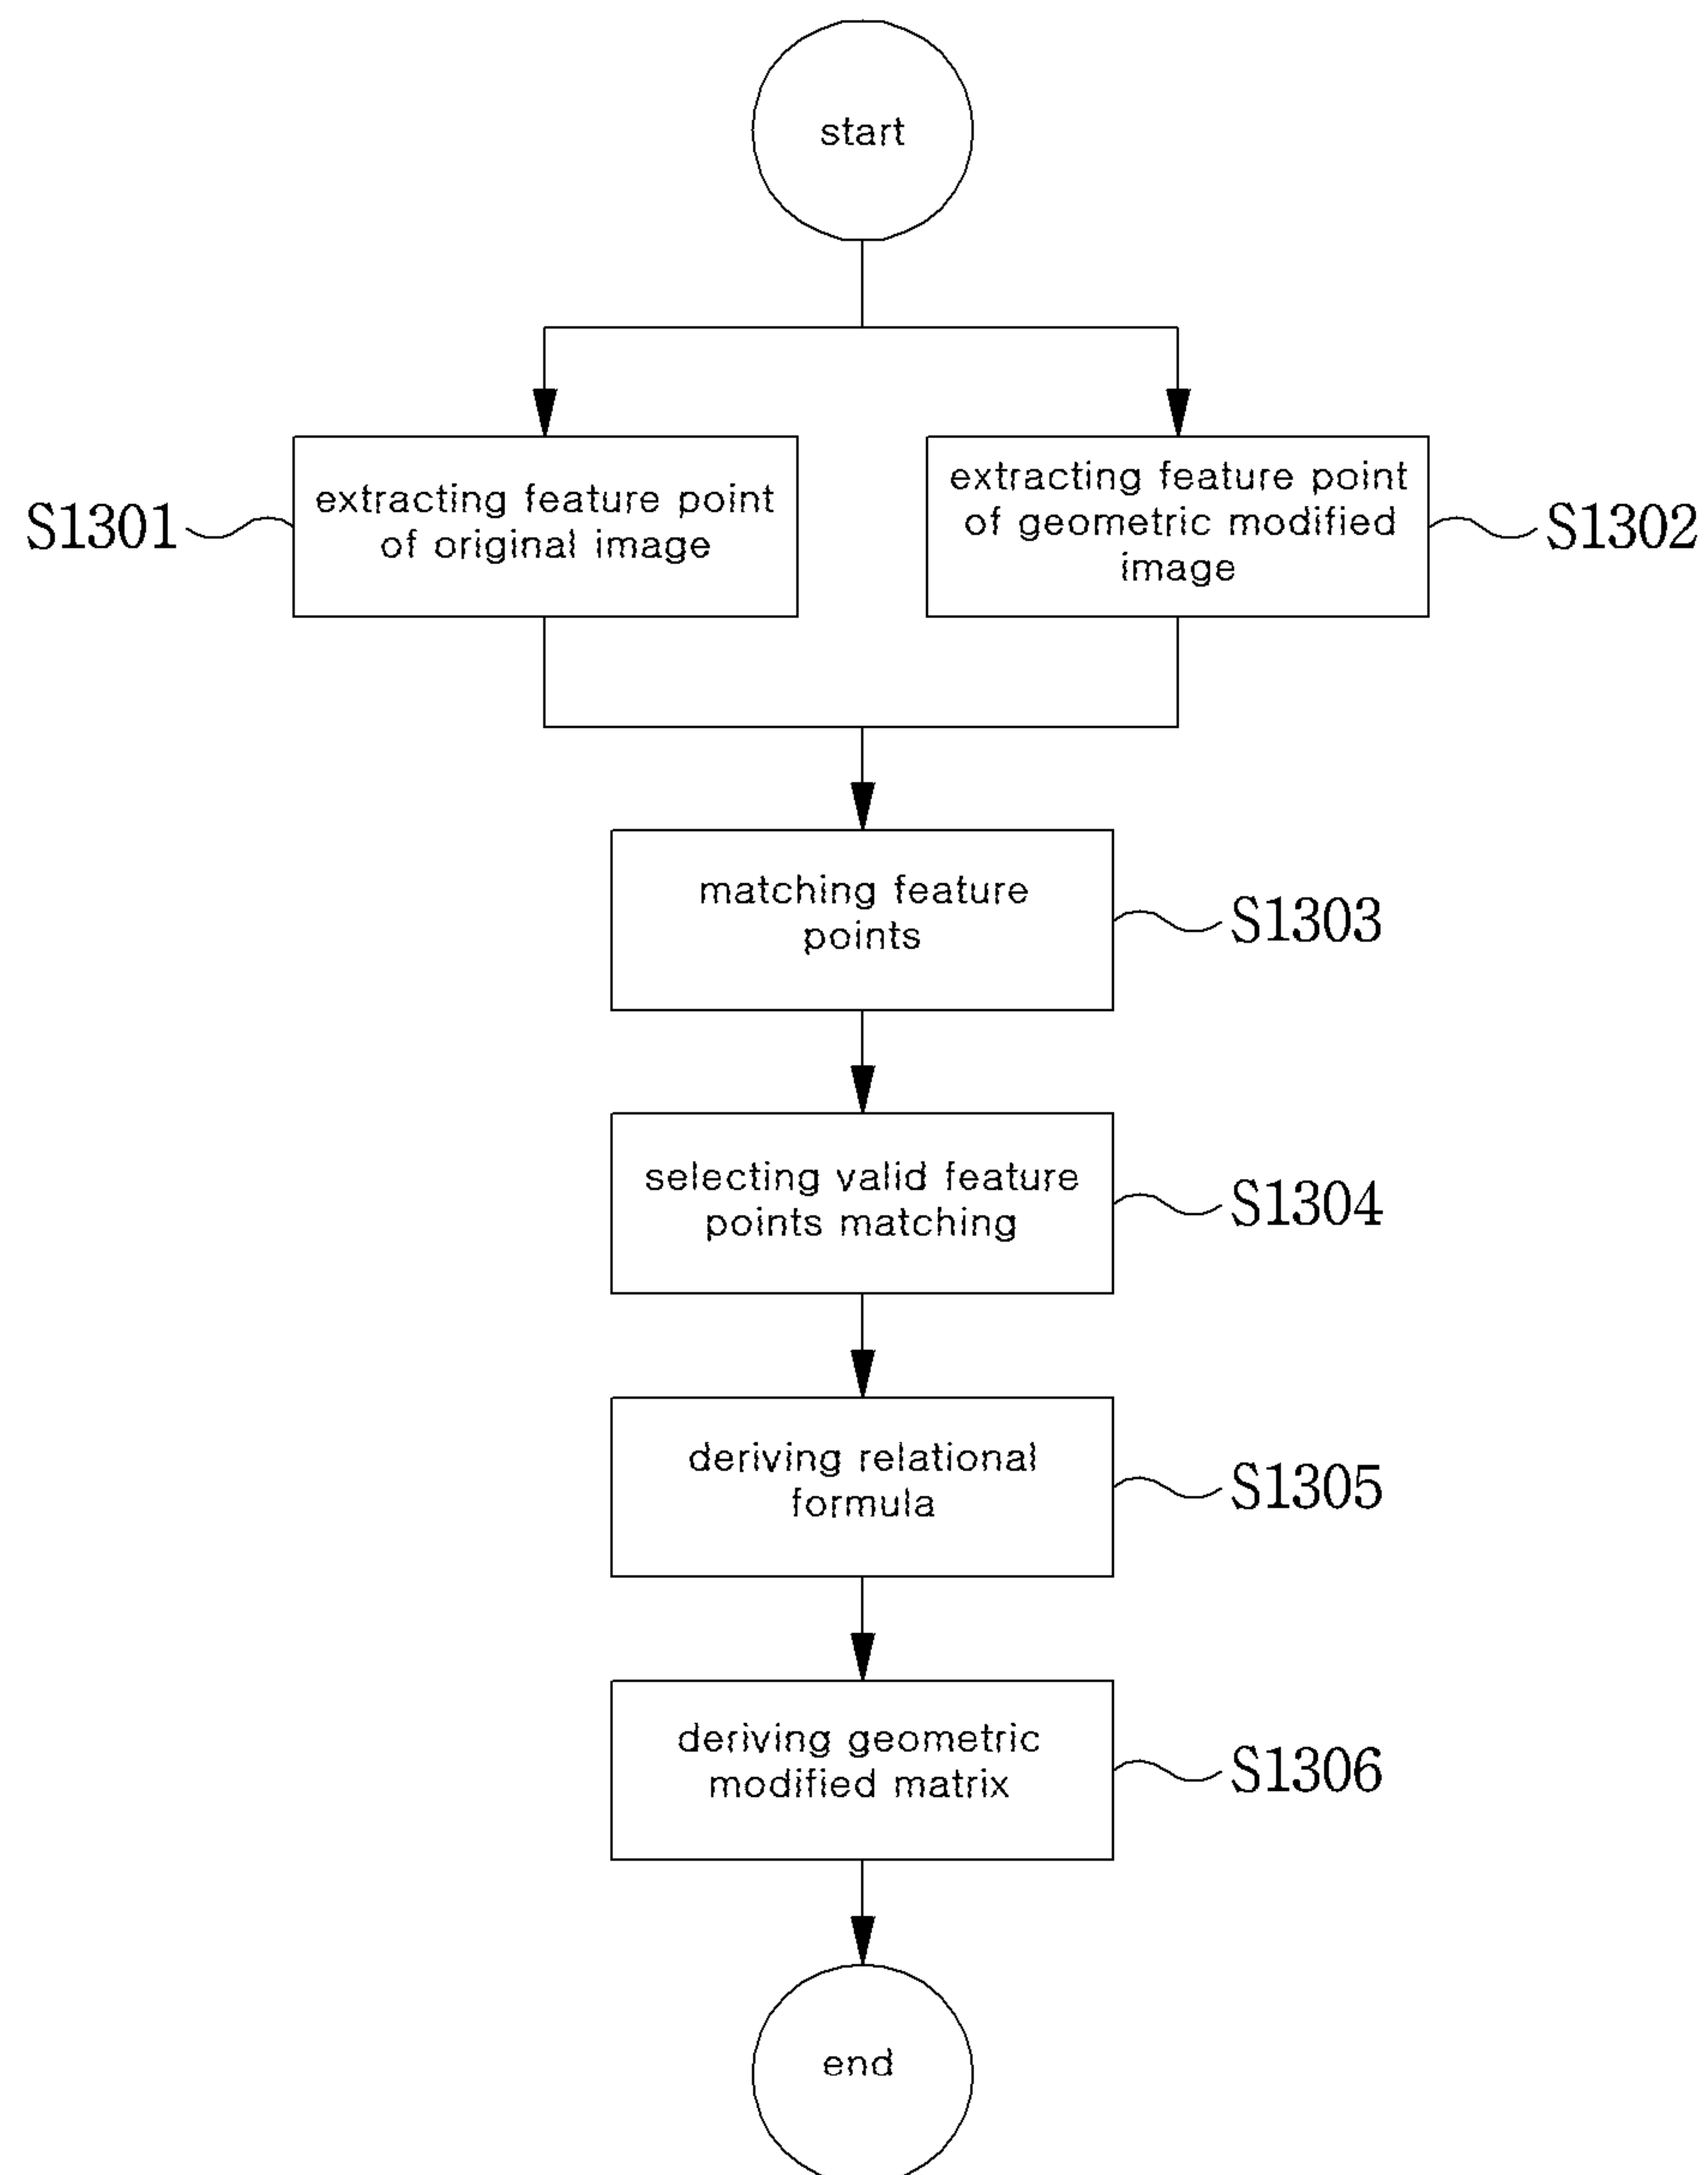 start
extracting feature point
of original image
S1301
extracting feature point
of geometric modified
image
S1302
matching feature
points
S1303
selecting valid feature
points matching
S1304
deriving relational
formula
S1305
deriving geometric
modified matrix
S1306
end